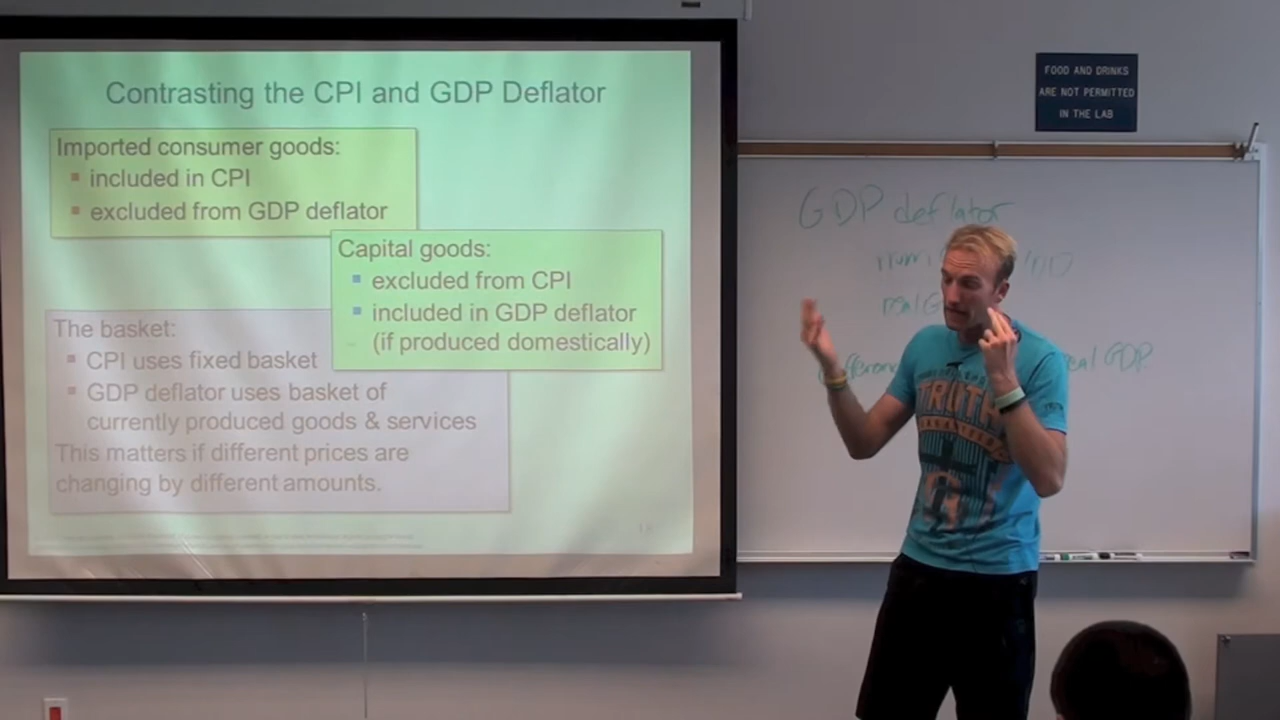 Contrasting the CPI and GDP Deflator
Imported consumer goods:
▪ included in CPI
▪ excluded from GDP deflator
Capital goods:
▪ excluded from CPI
▪ included in GDP deflator
(if produced domestically)
The basket:
▪ CPI uses fixed basket
▪ GDP deflator uses basket of
currently produced goods & services
This matters if different prices are
changing by different amounts.
FOOD AND DRINKS
ARE NOT PERMITTED
IN THE LAB
GDP deflator
GDP
TRUTH